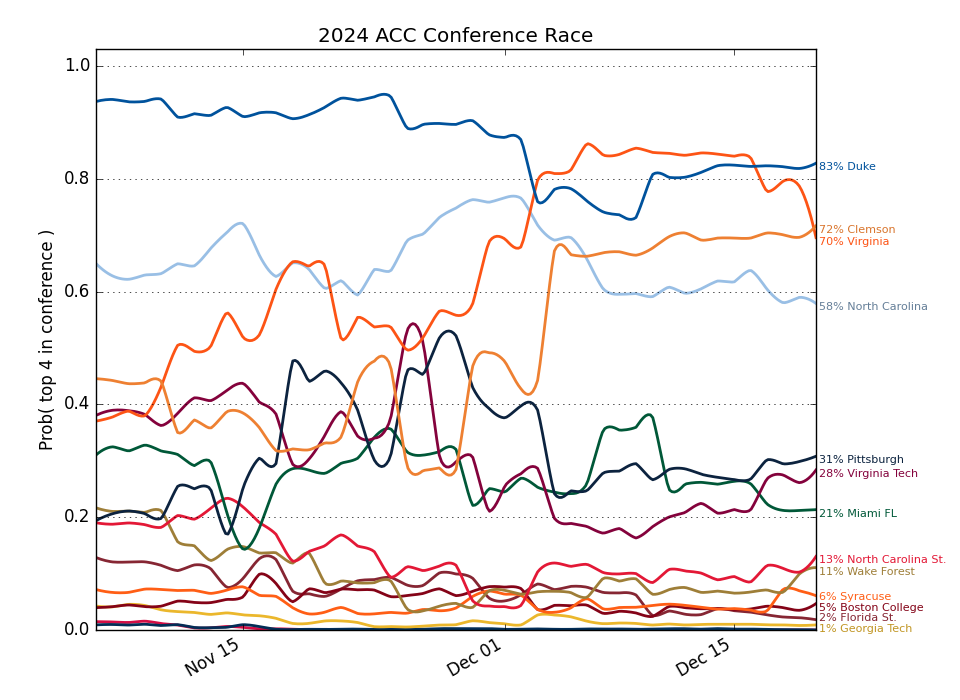 2024 ACC Conference Race
Prob( top 4 in conference )
1.0
0.8
0.6
0.4
0.2
0.0
Nov 15
Dec 01
Dec 15
83% Duke
72% Clemson
70% Virginia
58% North Carolina
31% Pittsburgh
28% Virginia Tech
21% Miami FL
13% North Carolina St.
11% Wake Forest
6% Syracuse
5% Boston College
2% Florida St.
1% Georgia Tech